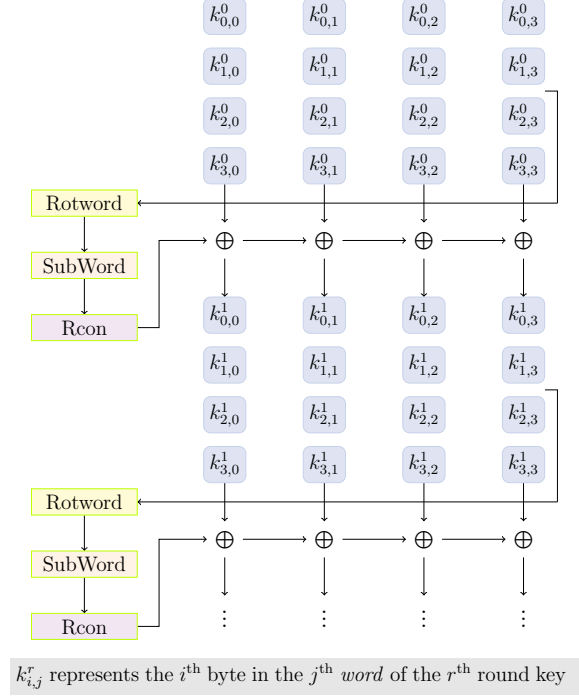 k^0_{0,0} k^0_{0,1} k^0_{0,2} k^0_{0,3}
k^0_{1,0} k^0_{1,1} k^0_{1,2} k^0_{1,3}
k^0_{2,0} k^0_{2,1} k^0_{2,2} k^0_{2,3}
k^0_{3,0} k^0_{3,1} k^0_{3,2} k^0_{3,3}
Rotword
⊕ ⊕ ⊕ ⊕
SubWord
k^1_{0,0} k^1_{0,1} k^1_{0,2} k^1_{0,3}
Rcon
k^1_{1,0} k^1_{1,1} k^1_{1,2} k^1_{1,3}
k^1_{2,0} k^1_{2,1} k^1_{2,2} k^1_{2,3}
k^1_{3,0} k^1_{3,1} k^1_{3,2} k^1_{3,3}
Rotword
⊕ ⊕ ⊕ ⊕
SubWord
Rcon ⋮ ⋮ ⋮ ⋮
k^r_{i,j} represents the i^{th} byte in the j^{th} word of the r^{th} round key